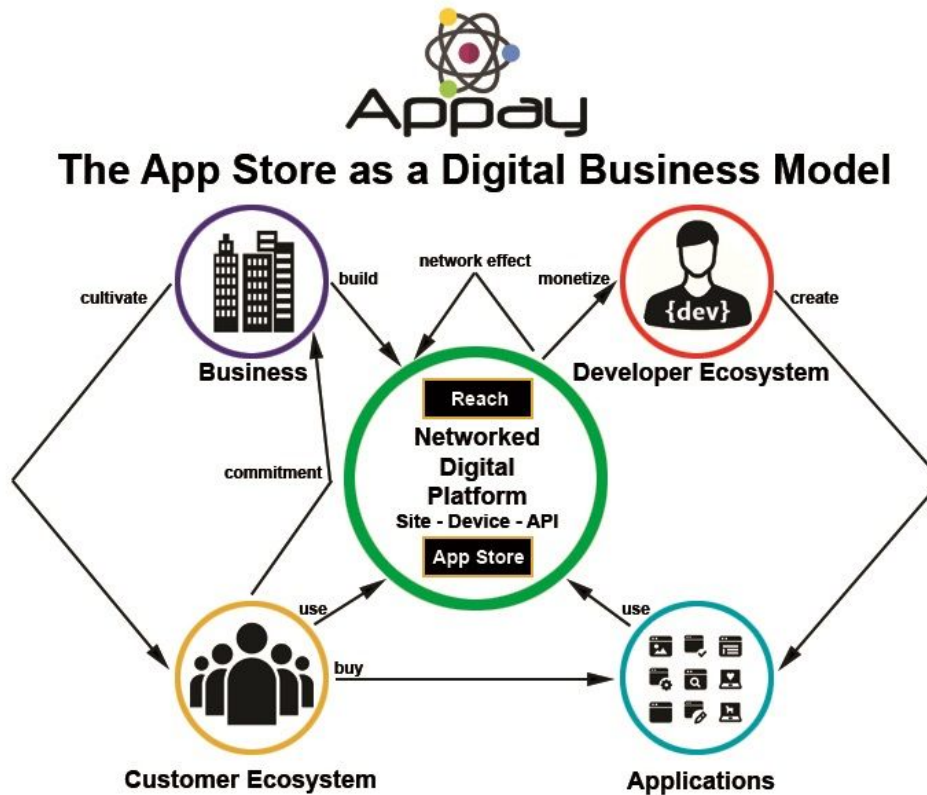 Appay
The App Store as a Digital Business Model
cultivate
build
network effect
monetize
{dev}
create
Business
Developer Ecosystem
Reach
Networked
Digital
Platform
Site - Device - API
App Store
commitment
use
use
buy
Customer Ecosystem
Applications